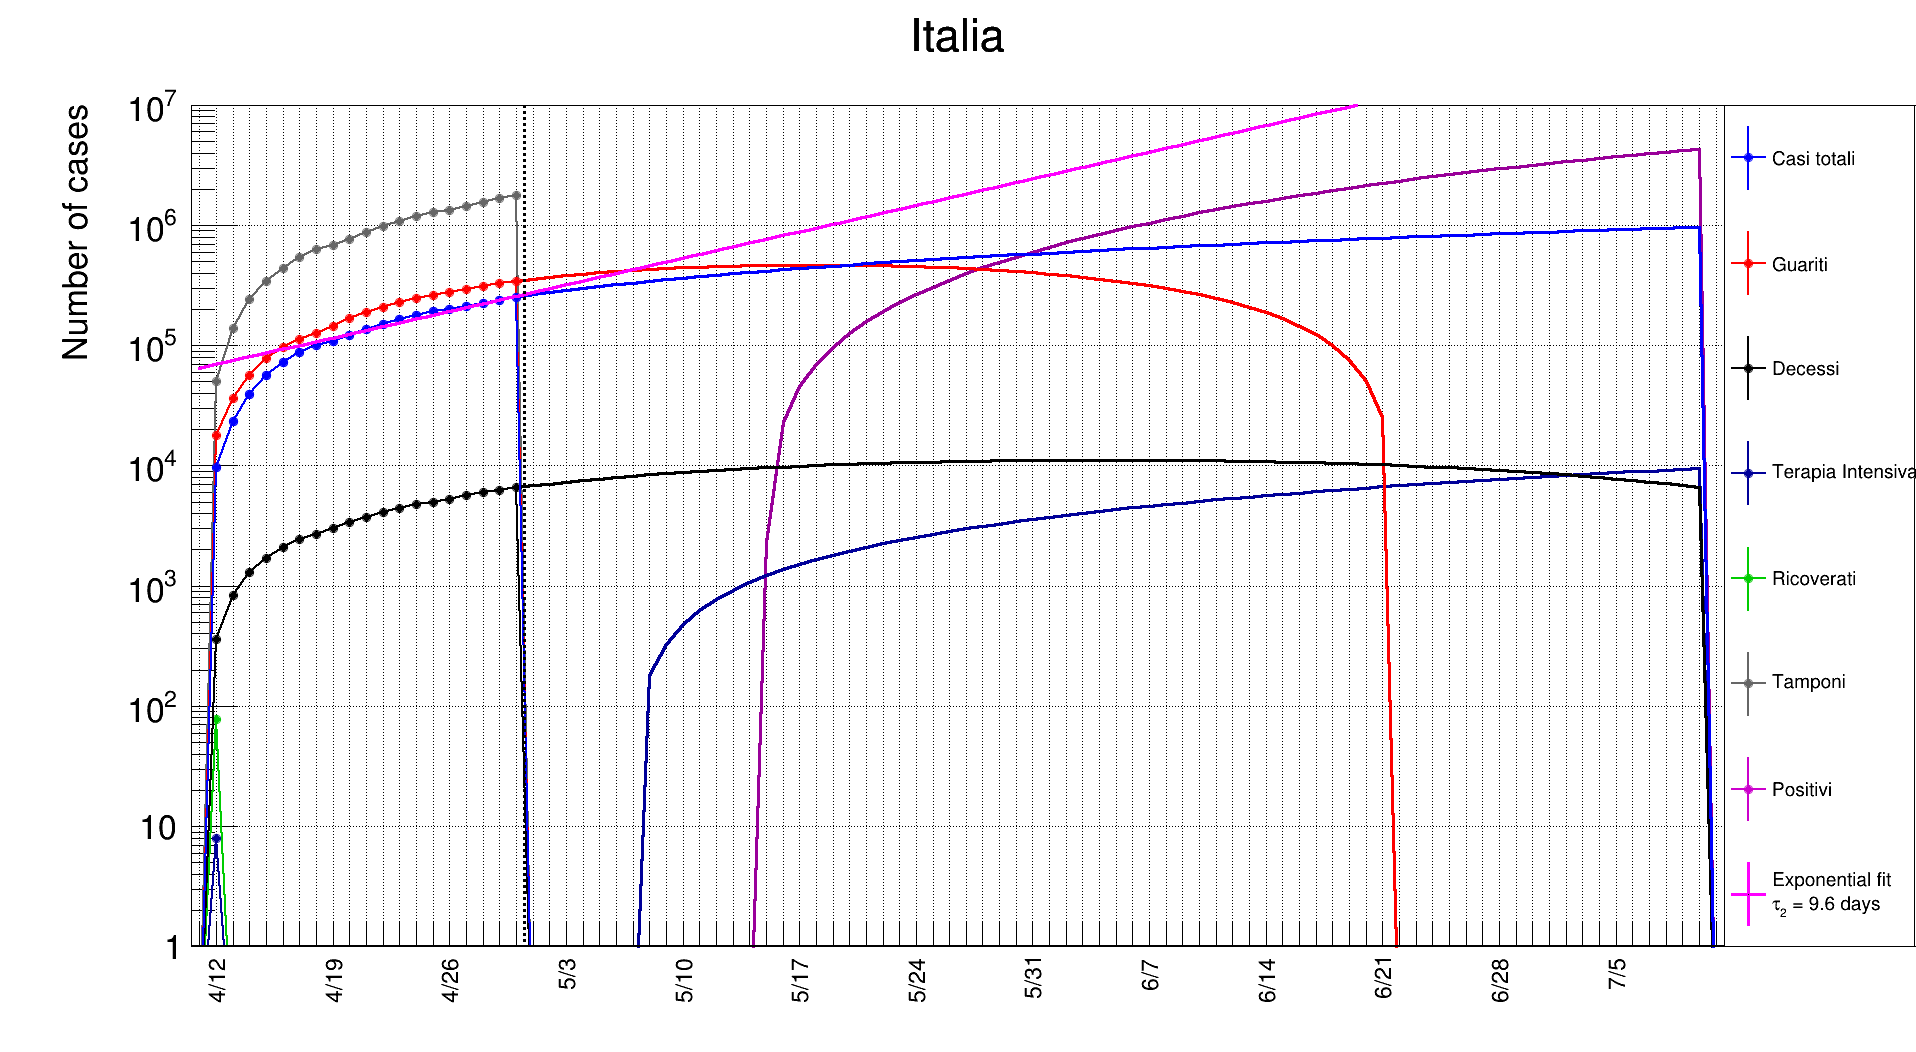 Italia
Number of cases
10^7
10^6
10^5
10^4
10^3
10^2
10
1
4/12
4/19
4/26
5/3
5/10
5/17
5/24
5/31
6/7
6/14
6/21
6/28
7/5
Casi totali
Guariti
Decessi
Terapia Intensiva
Ricoverati
Tamponi
Positivi
Exponential fit
τ₂ = 9.6 days